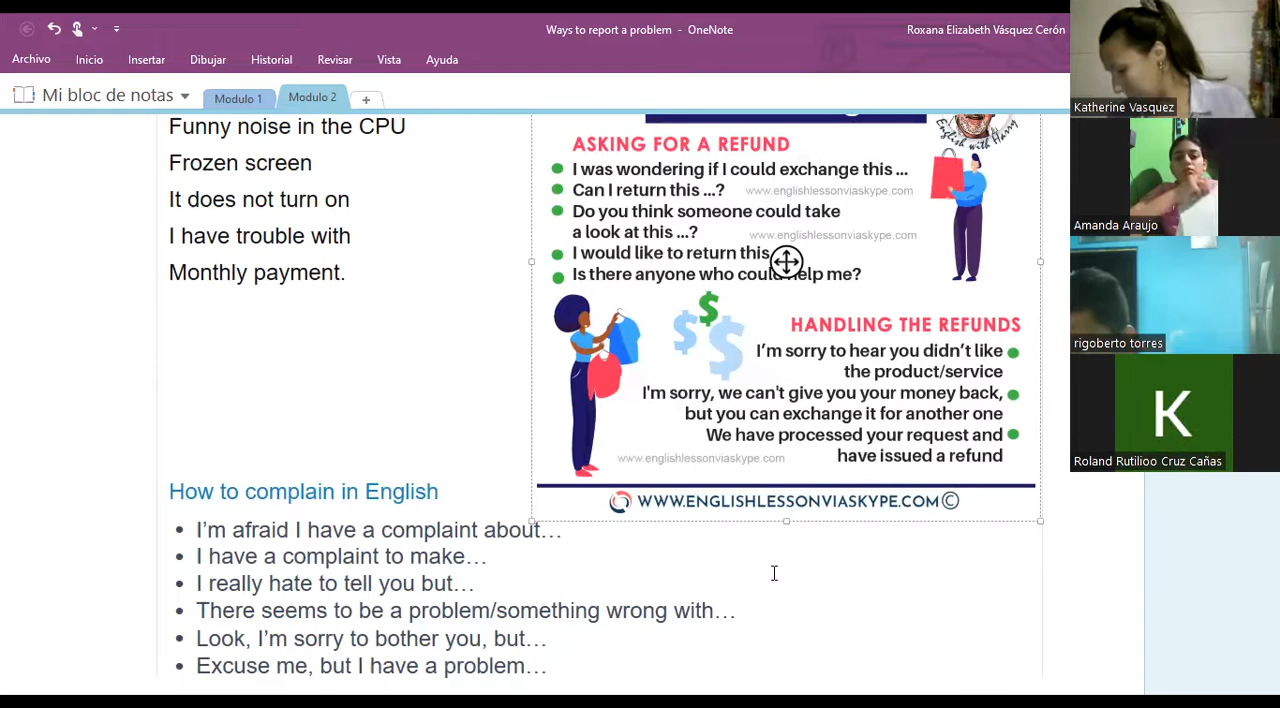 Ways to report a problem - OneNote
Roxana Elizabeth Vásquez Cerón
Archivo
Inicio
Insertar
Dibujar
Historial
Revisar
Vista
Ayuda
Mi bloc de notas
Modulo 1
Modulo 2
Funny noise in the CPU
Frozen screen
It does not turn on
I have trouble with
Monthly payment.
English with Harry
ASKING FOR A REFUND
I was wondering if I could exchange this ...
Can I return this ...?
www.englishlessonviaskype.com
Do you think someone could take
a look at this ...?
www.englishlessonviaskype.com
I would like to return this
Is there anyone who could help me?
HANDLING THE REFUNDS
I'm sorry to hear you didn't like
the product/service
I'm sorry, we can't give you your money back,
but you can exchange it for another one
We have processed your request and
have issued a refund
www.englishlessonviaskype.com
WWW.ENGLISHLESSONVIASKYPE.COM©
How to complain in English
• I’m afraid I have a complaint about…
• I have a complaint to make…
• I really hate to tell you but…
• There seems to be a problem/something wrong with…
• Look, I’m sorry to bother you, but…
• Excuse me, but I have a problem…
Katherine Vasquez
Amanda Araujo
rigoberto torres
K
Roland Rutilioo Cruz Cañas